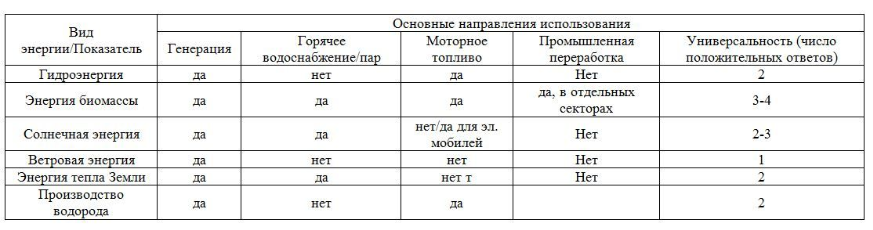 Вид энергии/Показатель
Основные направления использования
Генерация
Горячее водоснабжение/пар
Моторное топливо
Промышленная переработка
Универсальность (число положительных ответов)
Гидроэнергия да нет да Нет 2
Энергия биомассы да да да да, в отдельных секторах 3-4
Солнечная энергия да да нет/да для эл. мобилей Нет 2-3
Ветровая энергия да нет нет Нет 1
Энергия тепла Земли да да нет т Нет 2
Производство водорода да нет да 2